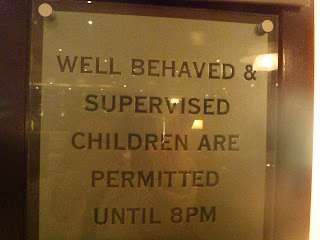 WELL BEHAVED &
SUPERVISED
CHILDREN ARE
PERMITTED
UNTIL 8PM